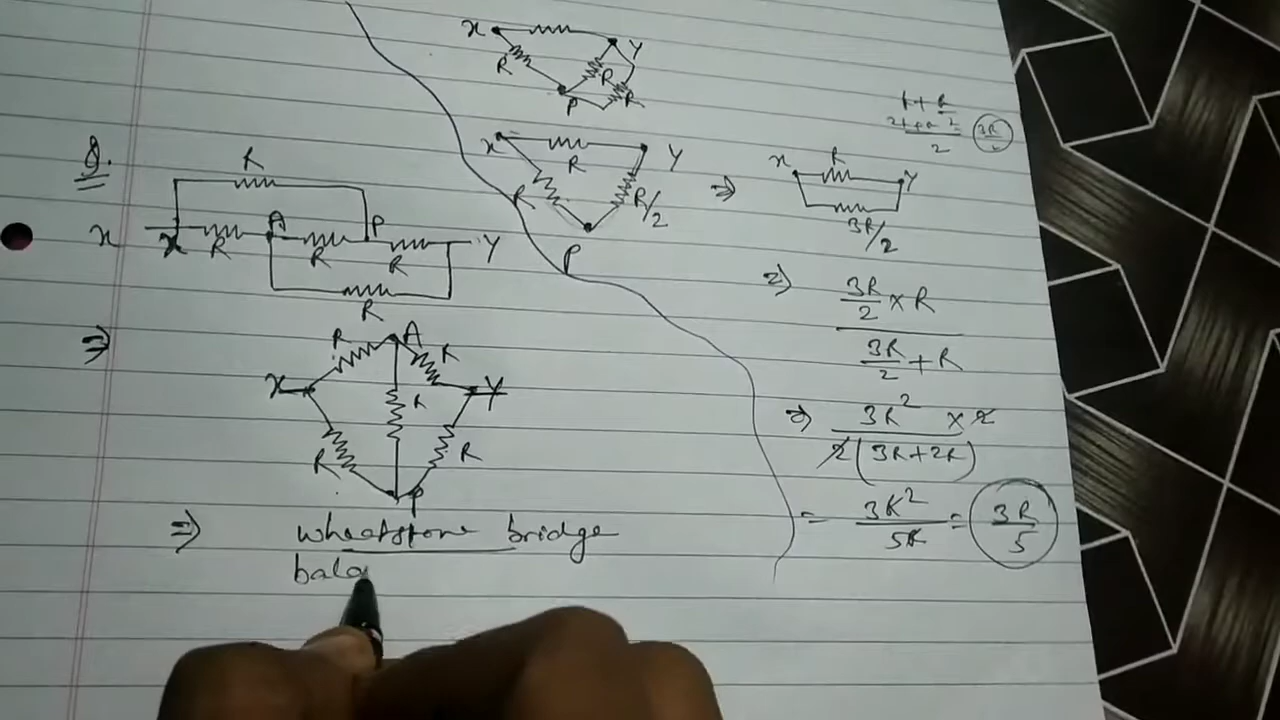 x
Y
R
R
R
P
x
R
Y
R
R/2
P
⇒
x
R
Y
3R/2
3R/2
2
Q.
R
x
X
R
A
R
P
R
Y
R
⇒
R
A
R
x
R
Y
R
R
P
⇒ wheatstone bridge
bala
⇒ 3R/2 × R
3R/2 + R
⇒ 3R² × 2
2(3R+2R)
= 3R²/5R = 3R/5